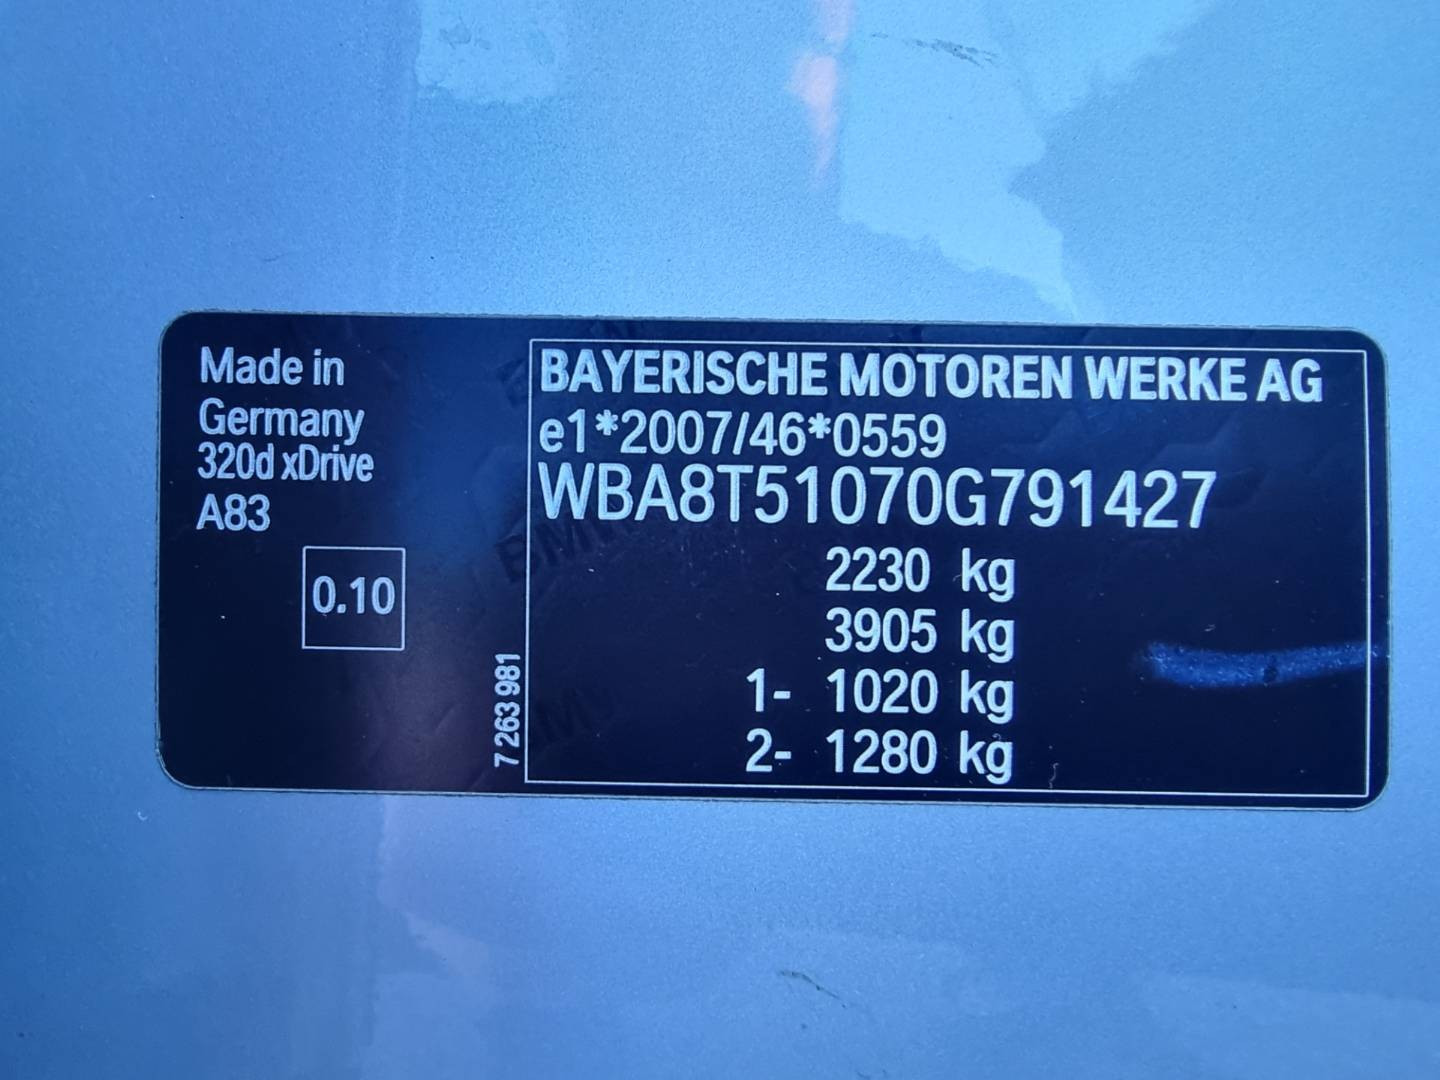 Made in
Germany
320d xDrive
A83
0.10
7 263 981
BAYERISCHE MOTOREN WERKE AG
e1*2007/46*0559
WBA8T51070G791427
2230 kg
3905 kg
1- 1020 kg
2- 1280 kg